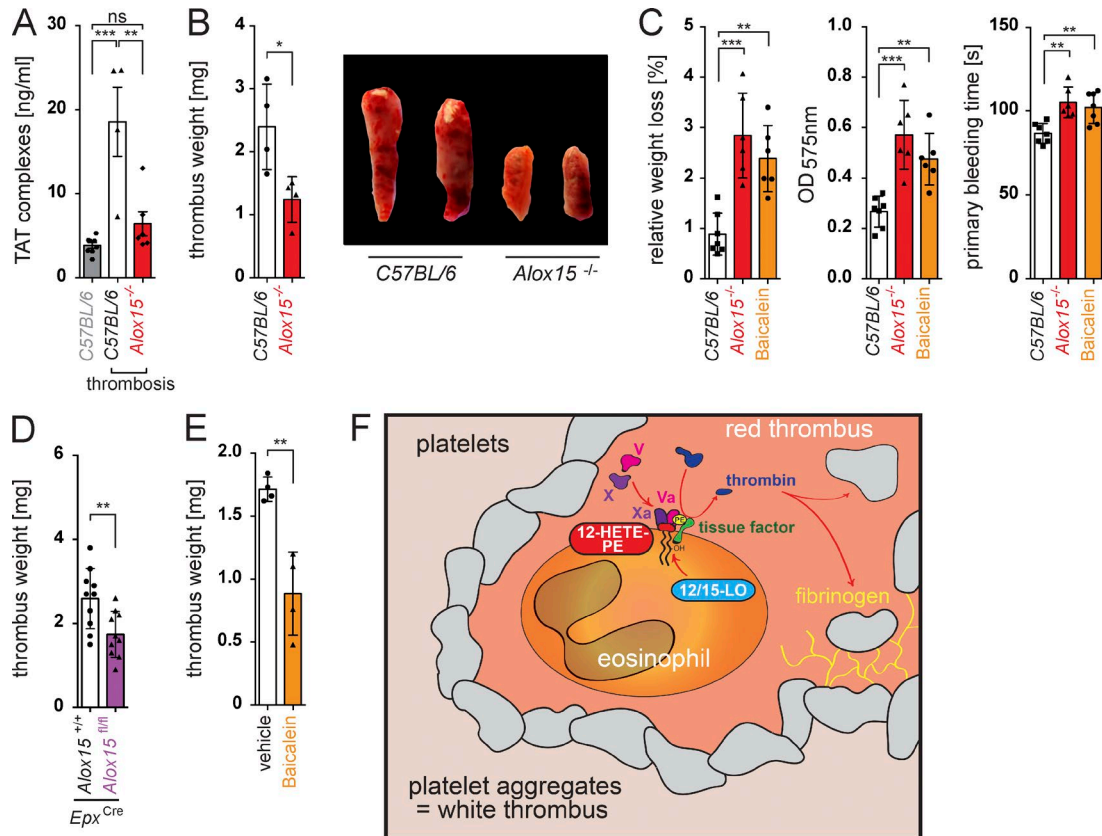 A
TAT complexes [ng/ml]
30
20
10
0
ns
***
**
C57BL/6
C57BL/6
Alox15-/-
thrombosis
B
thrombus weight [mg]
4
3
2
1
0
*
C57BL/6
Alox15-/-
C57BL/6
Alox15 -/-
C
relative weight loss [%]
5
4
3
2
1
0
**
***
C57BL/6
Alox15-/-
Baicalein
OD 575nm
1.0
0.8
0.6
0.4
0.2
0.0
**
***
C57BL/6
Alox15-/-
Baicalein
primary bleeding time [s]
150
100
50
0
**
**
C57BL/6
Alox15-/-
Baicalein
D
thrombus weight [mg]
6
4
2
0
**
Alox15 +/+
Alox15 fl/fl
Epx Cre
E
thrombus weight [mg]
2.0
1.5
1.0
0.5
0.0
**
vehicle
Baicalein
F
platelets
red thrombus
V
X
Va
Xa
PE
thrombin
tissue factor
12-HETE-
PE
-OH
12/15-LO
fibrinogen
eosinophil
platelet aggregates
= white thrombus